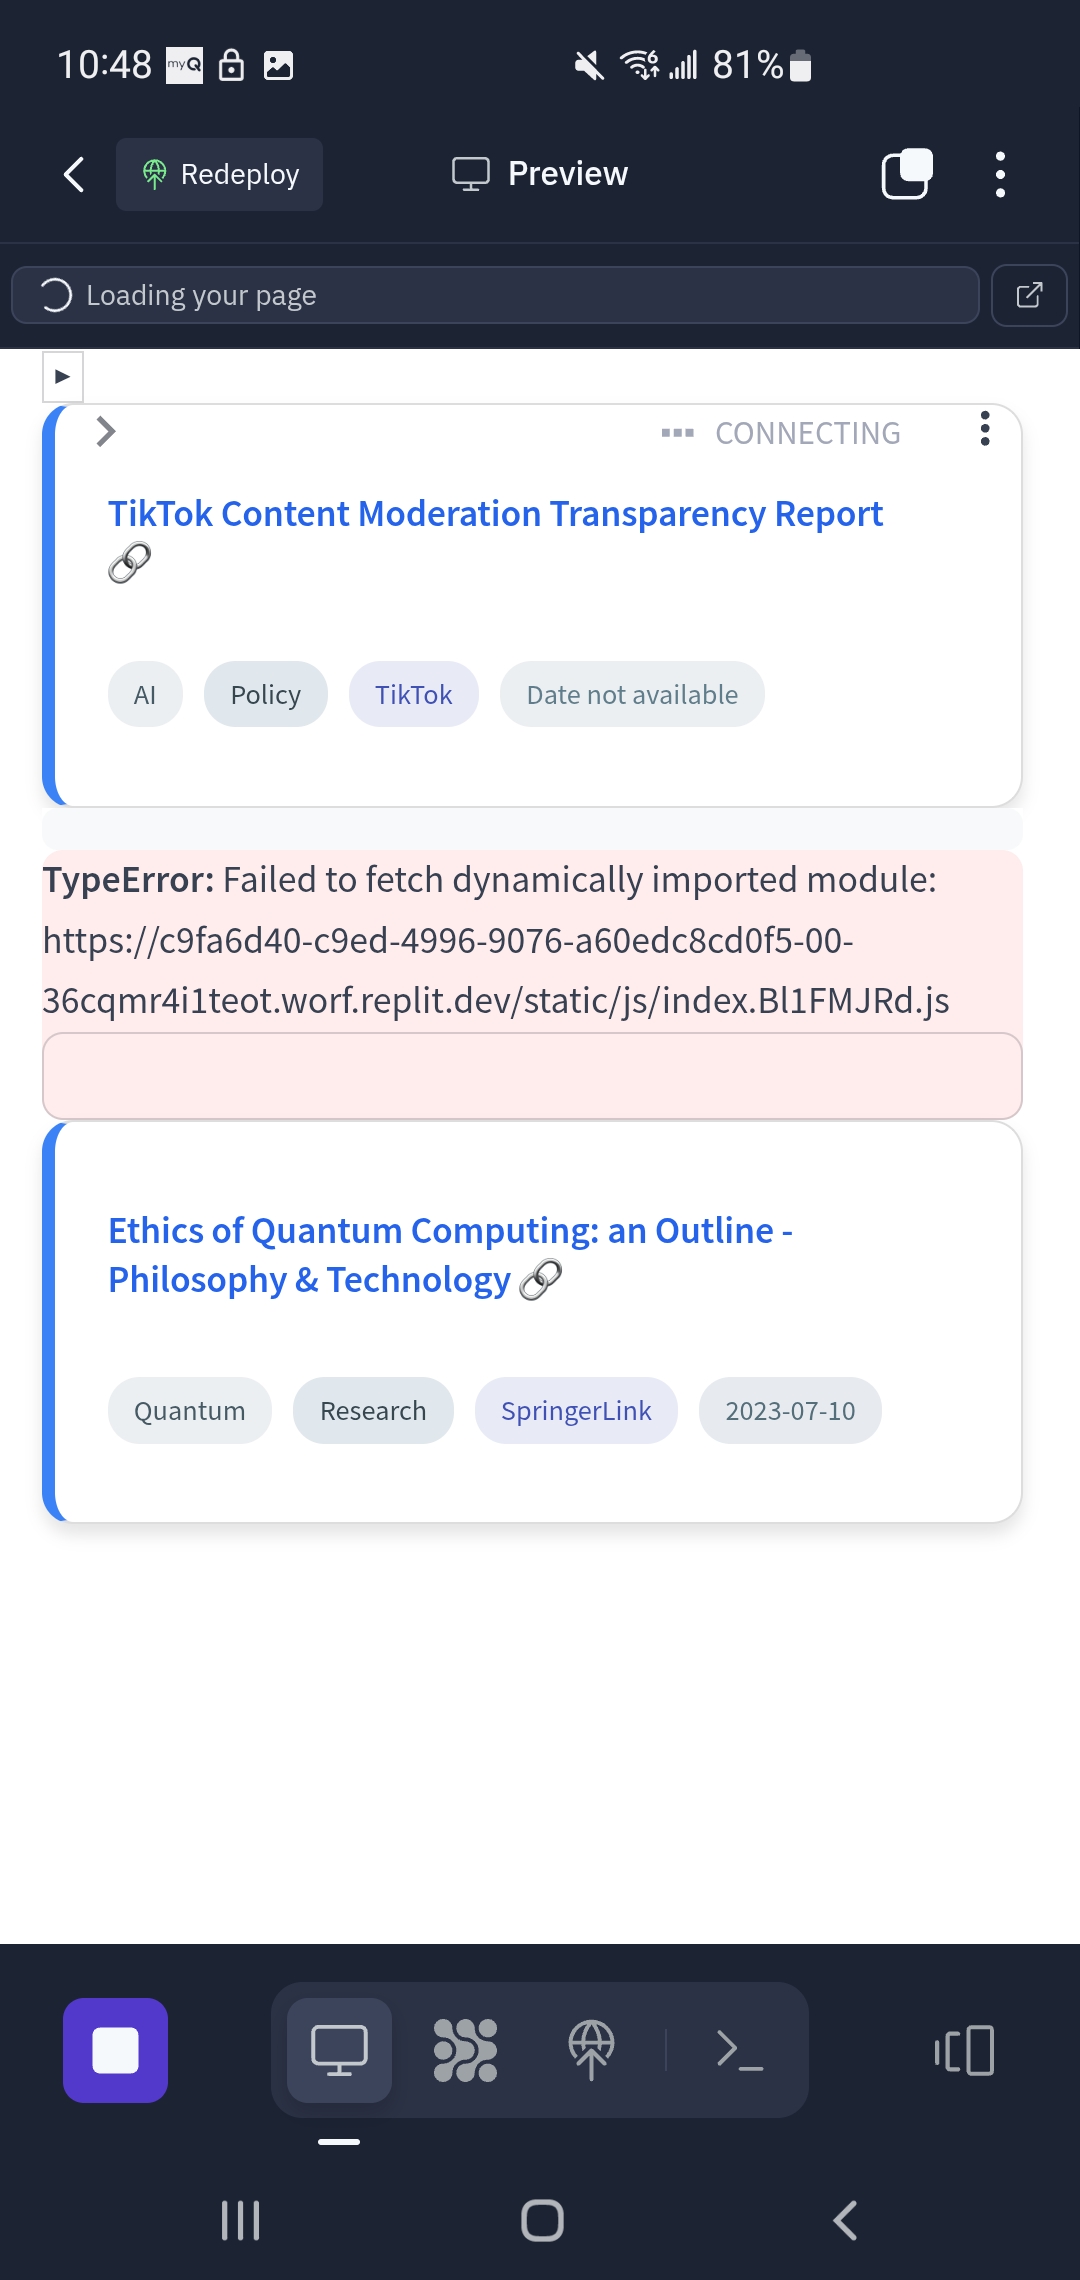 10:48 myQ 6 81%
Redeploy Preview
Loading your page
CONNECTING
TikTok Content Moderation Transparency Report
AI Policy TikTok Date not available
TypeError: Failed to fetch dynamically imported module:
https://c9fa6d40-c9ed-4996-9076-a60edc8cd0f5-00-
36cqmr4i1teot.worf.replit.dev/static/js/index.Bl1FMJRd.js
Ethics of Quantum Computing: an Outline -
Philosophy & Technology
Quantum Research SpringerLink 2023-07-10